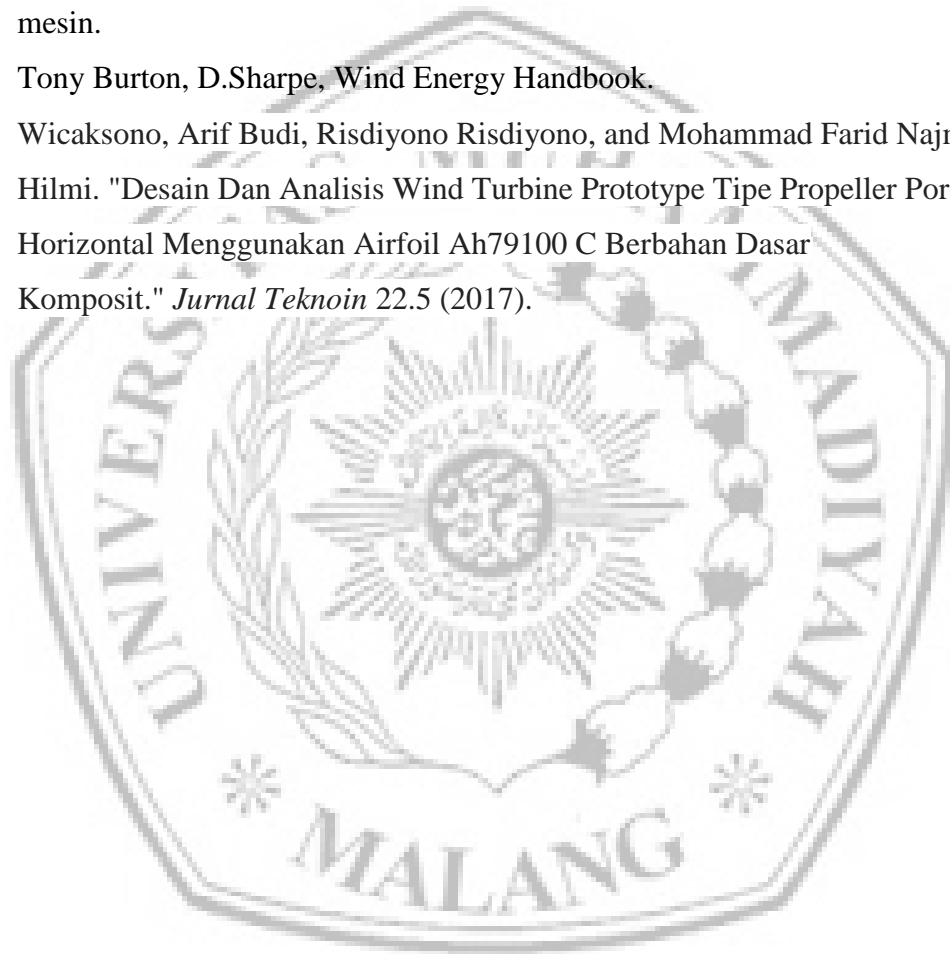 mesin.
Tony Burton, D.Sharpe, Wind Energy Handbook.
Wicaksono, Arif Budi, Risdiyono Risdiyono, and Mohammad Farid
Hilmi. "Desain Dan Analisis Wind Turbine Prototype Tipe Propeller
Horizontal Menggunakan Airfoil Ah79100 C Berbahan Dasar
Komposit." Jurnal Teknoin 22.5 (2017).
MALANG